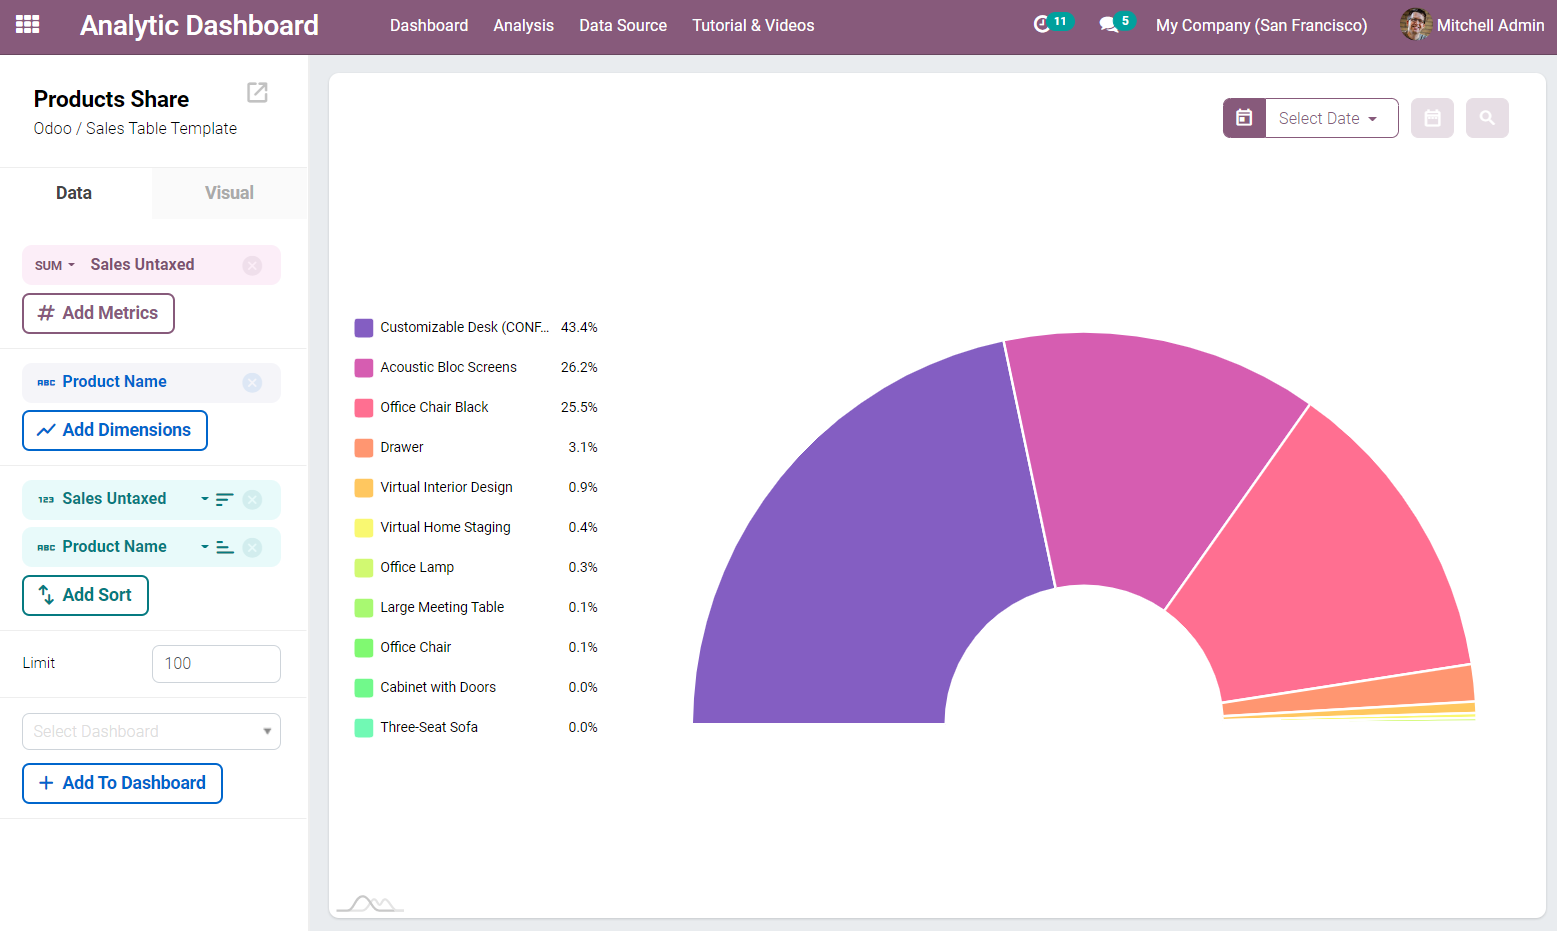 Analytic Dashboard
Dashboard Analysis Data Source Tutorial & Videos
11 5 My Company (San Francisco) Mitchell Admin
Products Share
Odoo / Sales Table Template
Data Visual
SUM Sales Untaxed
# Add Metrics
ABC Product Name
Add Dimensions
123 Sales Untaxed
ABC Product Name
Add Sort
Limit 100
Select Dashboard
+ Add To Dashboard
Select Date
Customizable Desk (CONF... 43.4%
Acoustic Bloc Screens 26.2%
Office Chair Black 25.5%
Drawer 3.1%
Virtual Interior Design 0.9%
Virtual Home Staging 0.4%
Office Lamp 0.3%
Large Meeting Table 0.1%
Office Chair 0.1%
Cabinet with Doors 0.0%
Three-Seat Sofa 0.0%